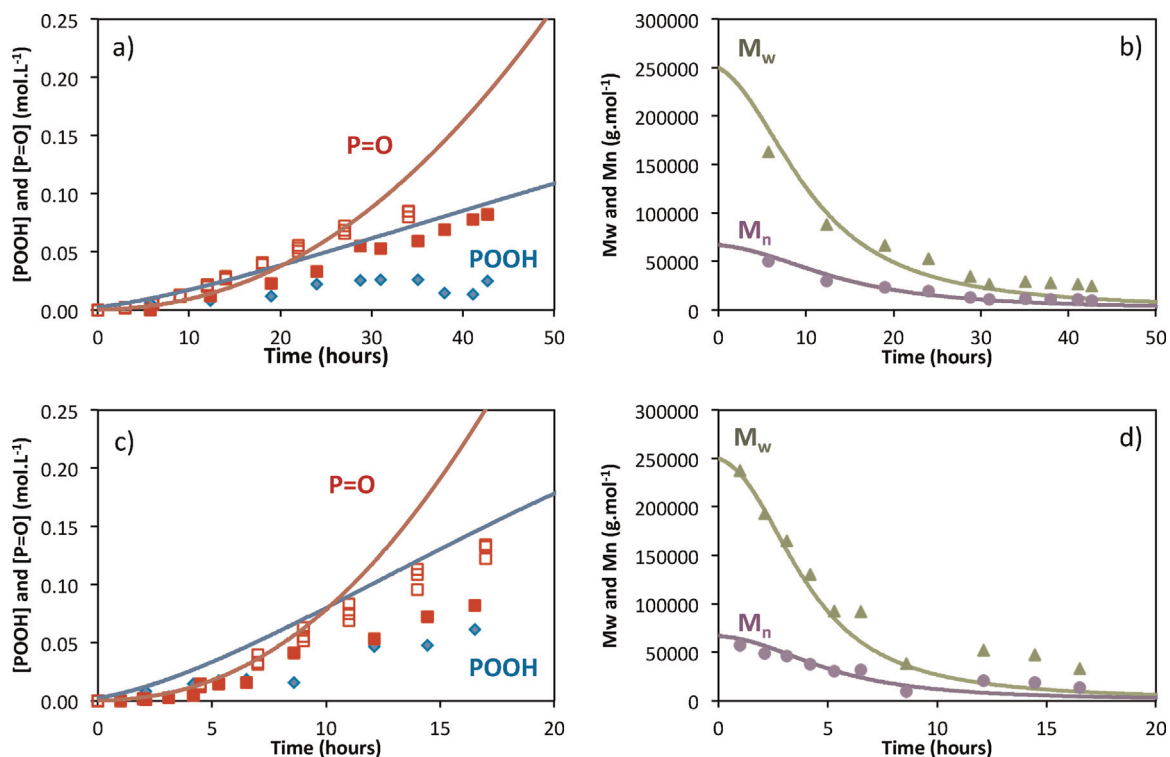 a)
[POOH] and [P=O] (mol.L⁻¹)
0.25
0.20
0.15
0.10
0.05
0.00
P=O
POOH
0 10 20 30 40 50
Time (hours)
b)
Mw and Mn (g.mol⁻¹)
300000
250000
200000
150000
100000
50000
0
Mw
Mn
0 10 20 30 40 50
Time (hours)
c)
[POOH] and [P=O] (mol.L⁻¹)
0.25
0.20
0.15
0.10
0.05
0.00
P=O
POOH
0 5 10 15 20
Time (hours)
d)
Mw and Mn (g.mol⁻¹)
300000
250000
200000
150000
100000
50000
0
Mw
Mn
0 5 10 15 20
Time (hours)